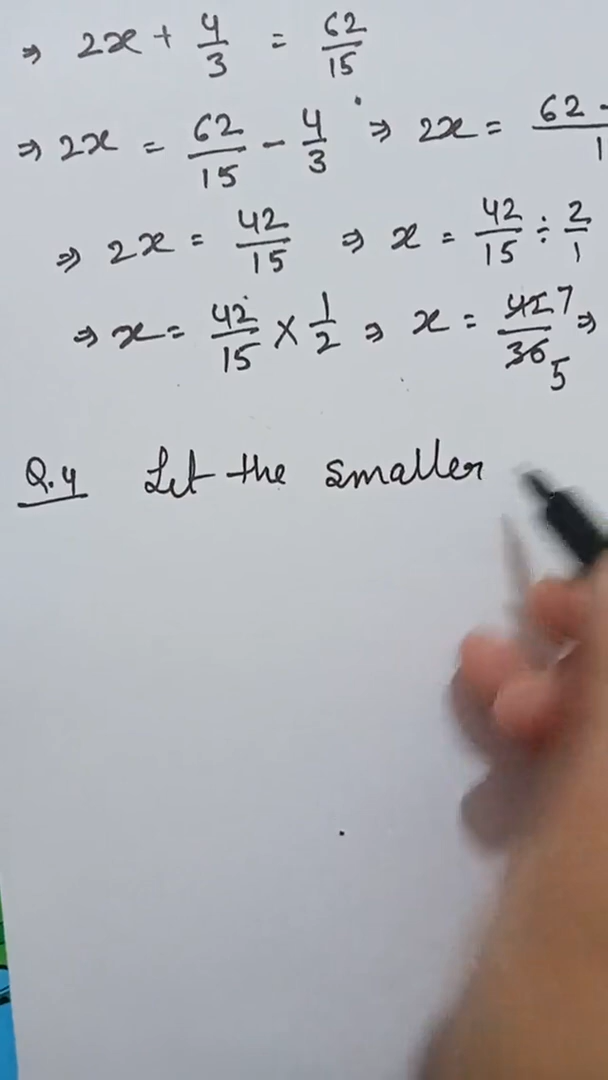 ⇒ 2x + 4/3 = 62/15
⇒ 2x = 62/15 - 4/3 ⇒ 2x = 62
⇒ 2x = 42/15 ⇒ x = 42/15 ÷ 2/1
⇒ x = 42/15 × 1/2 ⇒ x = 42/30 7/5 ⇒
Q.4 Let the smaller